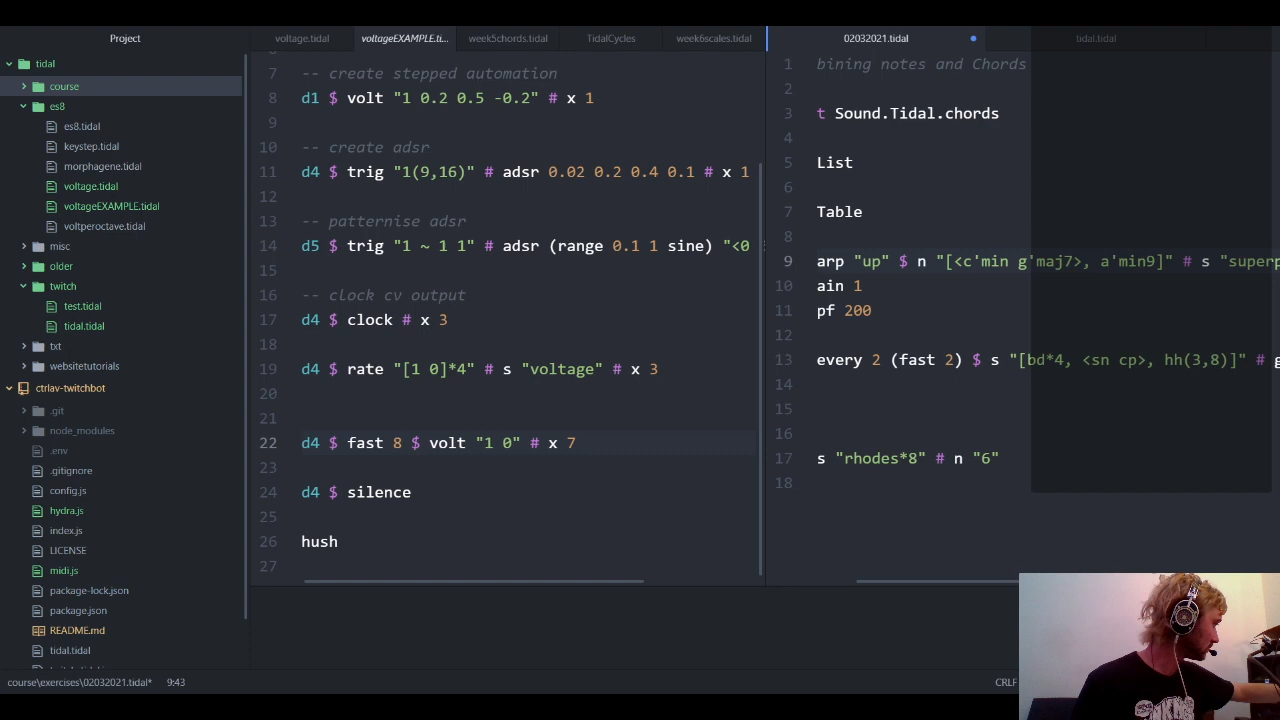 Project
tidal
course
es8
es8.tidal
keystep.tidal
morphagene.tidal
voltage.tidal
voltageEXAMPLE.tidal
voltperoctave.tidal
misc
older
twitch
test.tidal
tidal.tidal
txt
websitetutorials
ctrlav-twitchbot
.git
node_modules
.env
.gitignore
config.js
hydra.js
index.js
LICENSE
midi.js
package-lock.json
package.json
README.md
tidal.tidal
voltage.tidal voltageEXAMPLE.ti... week5chords.tidal TidalCycles week6scales.tidal
7 -- create stepped automation
8 d1 $ volt "1 0.2 0.5 -0.2" # x 1
9
10 -- create adsr
11 d4 $ trig "1(9,16)" # adsr 0.02 0.2 0.4 0.1 # x 1
12
13 -- patternise adsr
14 d5 $ trig "1 ~ 1 1" # adsr (range 0.1 1 sine) "<0
15
16 -- clock cv output
17 d4 $ clock # x 3
18
19 d4 $ rate "[1 0]*4" # s "voltage" # x 3
20
21
22 d4 $ fast 8 $ volt "1 0" # x 7
23
24 d4 $ silence
25
26 hush
27
02032021.tidal tidal.tidal
1 bining notes and Chords
2
3 t Sound.Tidal.chords
4
5 List
6
7 Table
8
9 arp "up" $ n "[<c'min g'maj7>, a'min9]" # s "superp
10 ain 1
11 pf 200
12
13 every 2 (fast 2) $ s "[bd*4, <sn cp>, hh(3,8)]" # g
14
15
16
17 s "rhodes*8" # n "6"
18
course\exercises\02032021.tidal* 9:43 CRLF